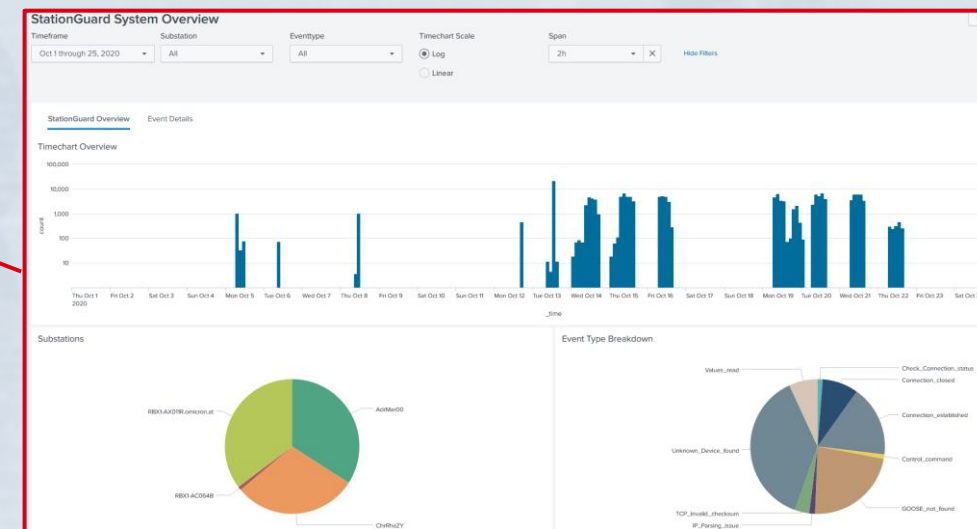 StationGuard System Overview
Timeframe Substation Eventtype Timechart Scale Span
Oct 1 through 25, 2020 All All Log 2h Hide Filters
Linear
StationGuard Overview Event Details
Timechart Overview
100,000
10,000
1,000
100
10
count
Thu Oct 1 Fri Oct 2 Sat Oct 3 Sun Oct 4 Mon Oct 5 Tue Oct 6 Wed Oct 7 Thu Oct 8 Fri Oct 9 Sat Oct 10 Sun Oct 11 Mon Oct 12 Tue Oct 13 Wed Oct 14 Thu Oct 15 Fri Oct 16 Sat Oct 17 Sun Oct 18 Mon Oct 19 Tue Oct 20 Wed Oct 21 Thu Oct 22 Fri Oct 23 Sat Oct
2020
_time
Substations Event Type Breakdown
Values_read Check_Connection_status
Connection_closed
RBX1-AX011R.omicron.at AdrMei00
Connection_established
Unknown_Device_found Control_command
RBX1-AC064B GOOSE_not_found
TCP_invalid_checksum
ChrRhoZY IP_Parsing_issue